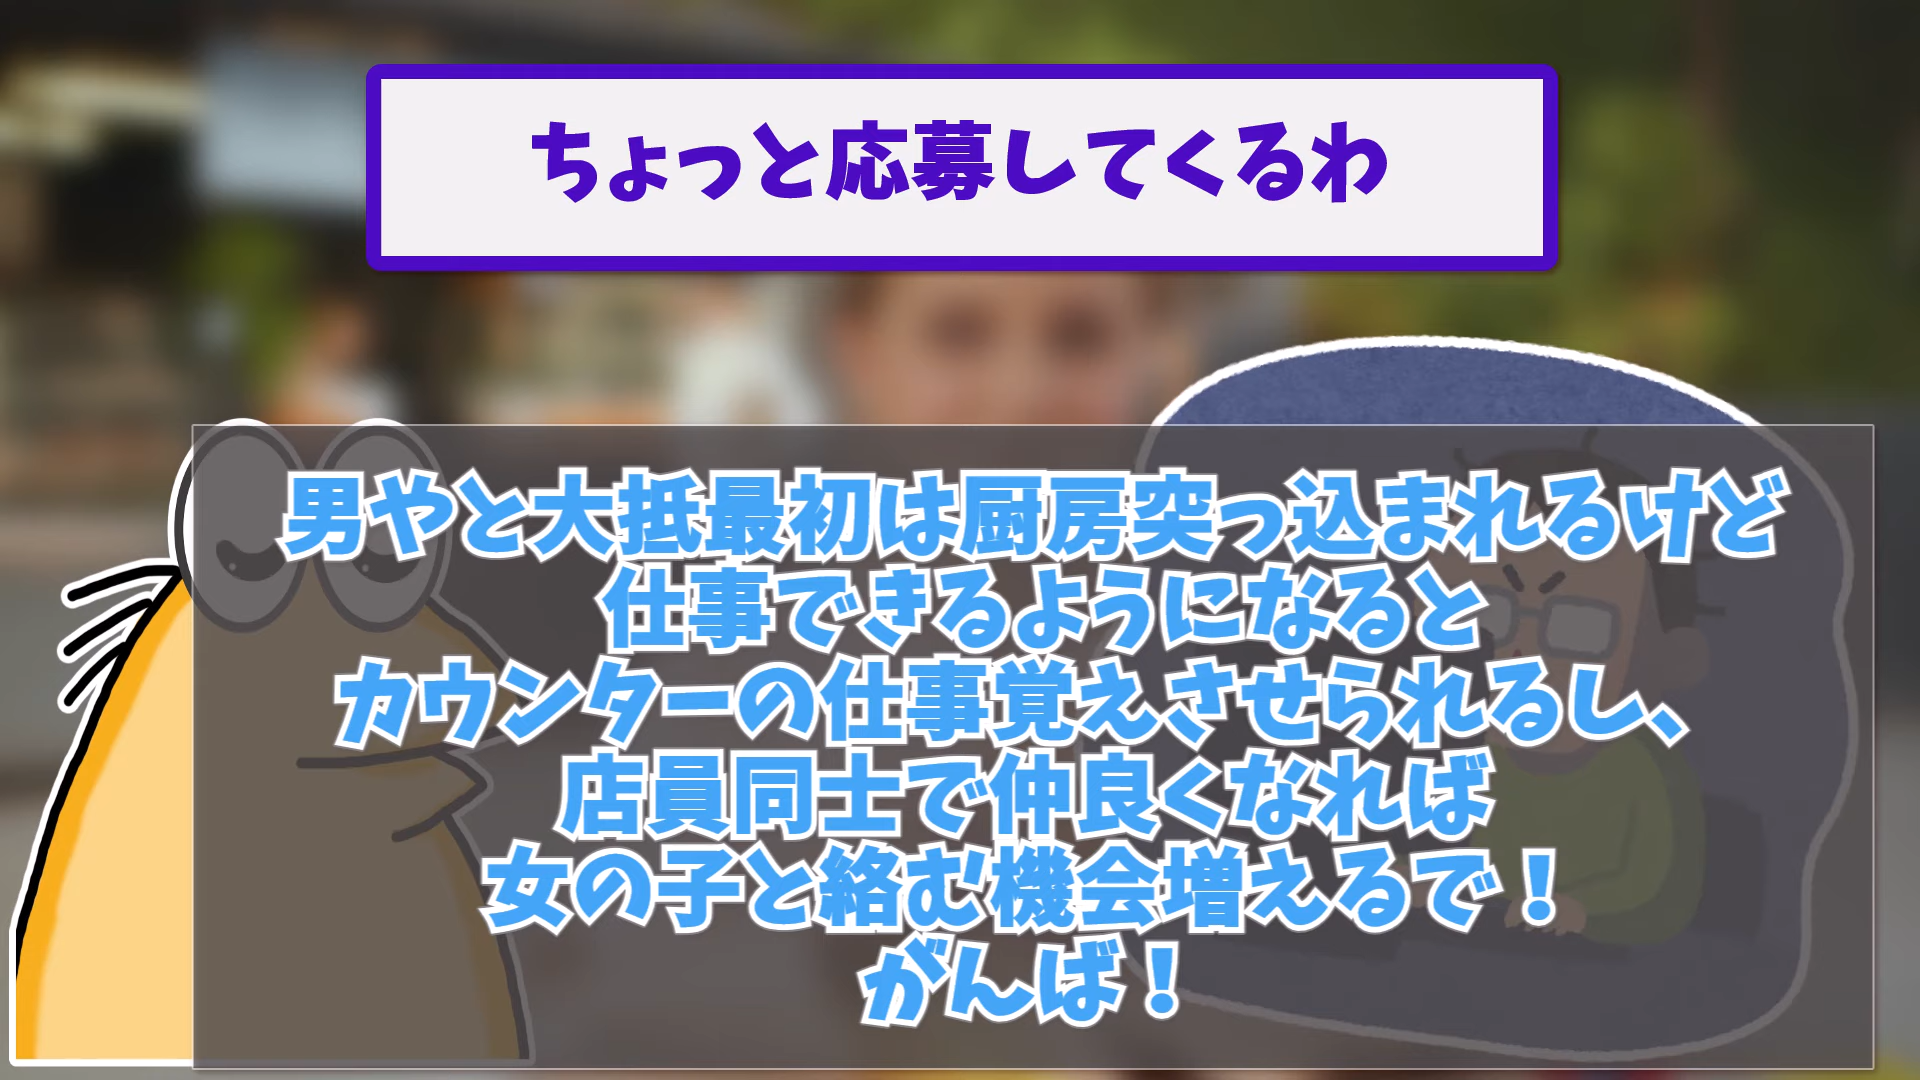 ちょっと応募してくるわ
男やと大抵最初は厨房突っ込まれるけど
仕事できるようになると
カウンターの仕事覚えさせられるし、
店員同士で仲良くなれば
女の子と絡む機会増えるで！
がんば！